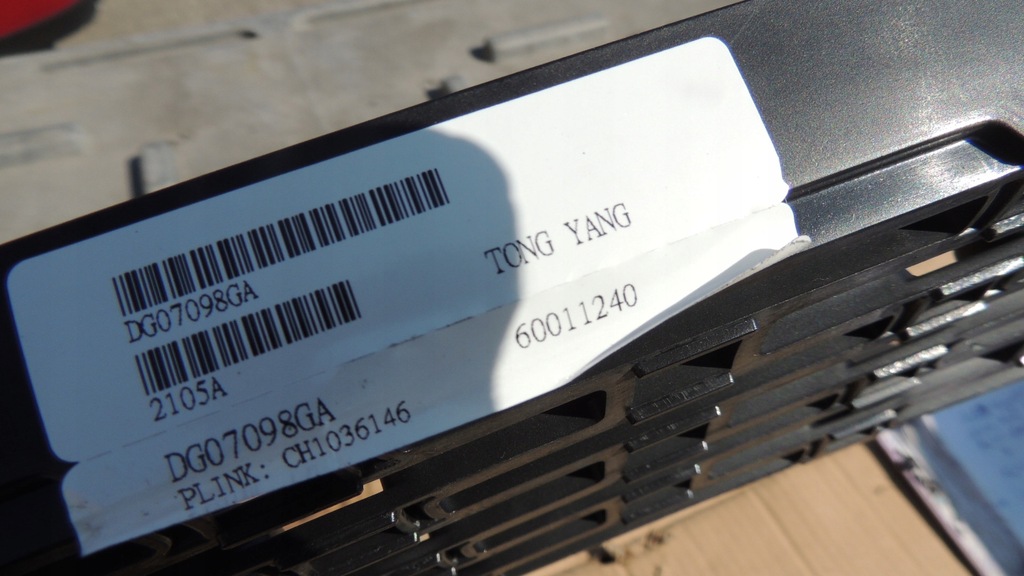 DG07098GA
2105A
TONG YANG
60011240
DG07098GA
PLINK: CH1036146